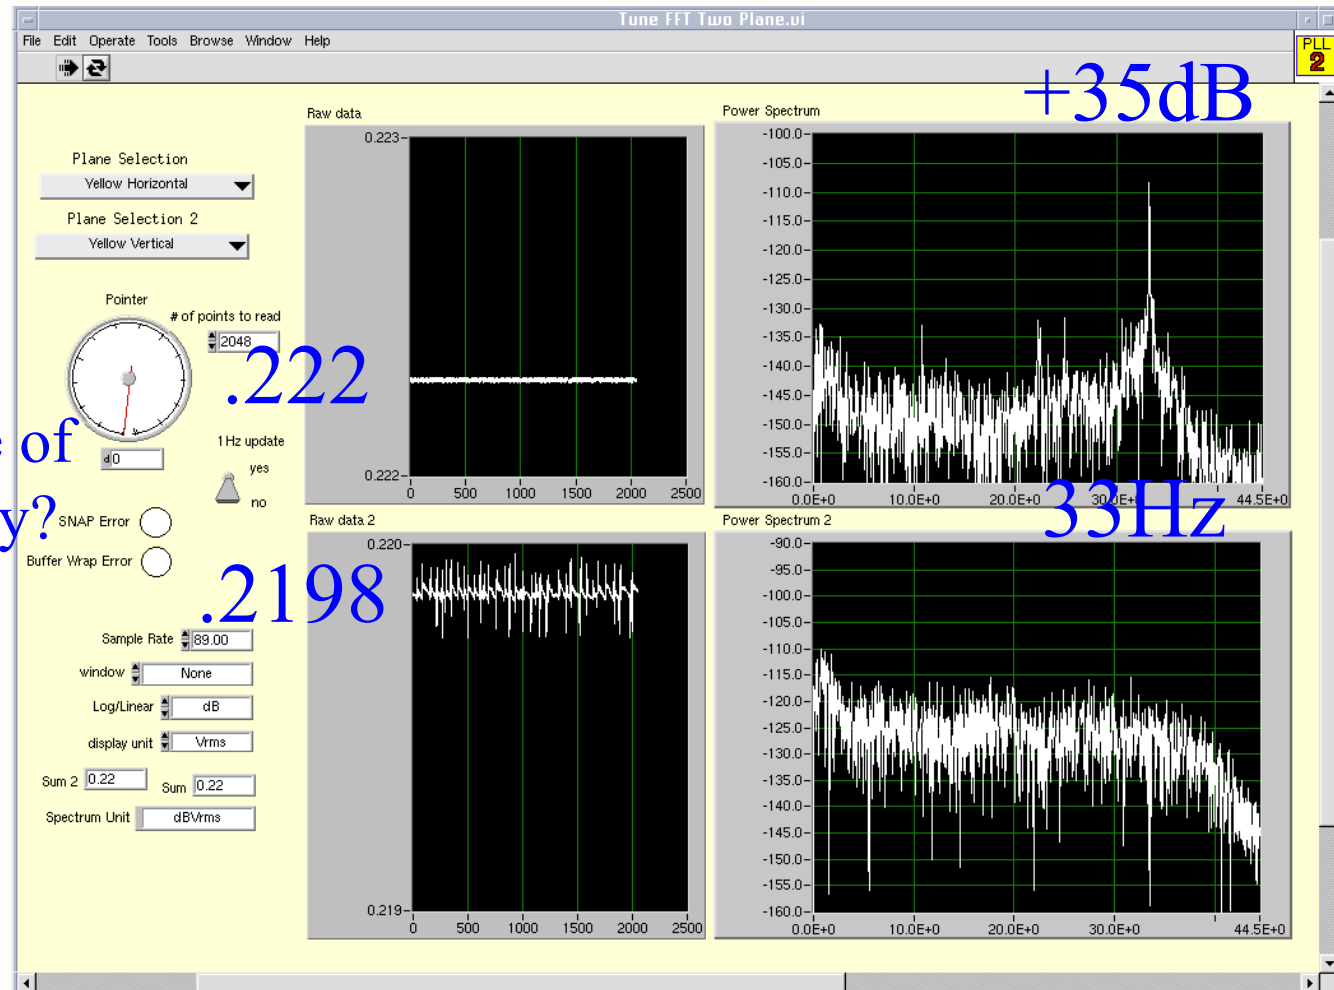 Tune FFT Two Plane.vi
File Edit Operate Tools Browse Window Help
PLL
2
+35dB
Plane Selection
Yellow Horizontal
Plane Selection 2
Yellow Vertical
Pointer
# of points to read
2048
.222
of
0
y?
1Hz update
yes
no
SNAP Error
Buffer Wrap Error
.2198
Sample Rate 89.00
window None
Log/Linear dB
display unit Vrms
Sum 2 0.22
Sum 0.22
Spectrum Unit dBVrms
Raw data
0.223
0.222
0 500 1000 1500 2000 2500
Power Spectrum
-100.0
-105.0
-110.0
-115.0
-120.0
-125.0
-130.0
-135.0
-140.0
-145.0
-150.0
-155.0
-160.0
0.0E+0 10.0E+0 20.0E+0 30.0E+0 44.5E+0
33Hz
Raw data 2
0.220
0.219
0 500 1000 1500 2000 2500
Power Spectrum 2
-90.0
-95.0
-100.0
-105.0
-110.0
-115.0
-120.0
-125.0
-130.0
-135.0
-140.0
-145.0
-150.0
-155.0
-160.0
0.0E+0 10.0E+0 20.0E+0 30.0E+0 44.5E+0